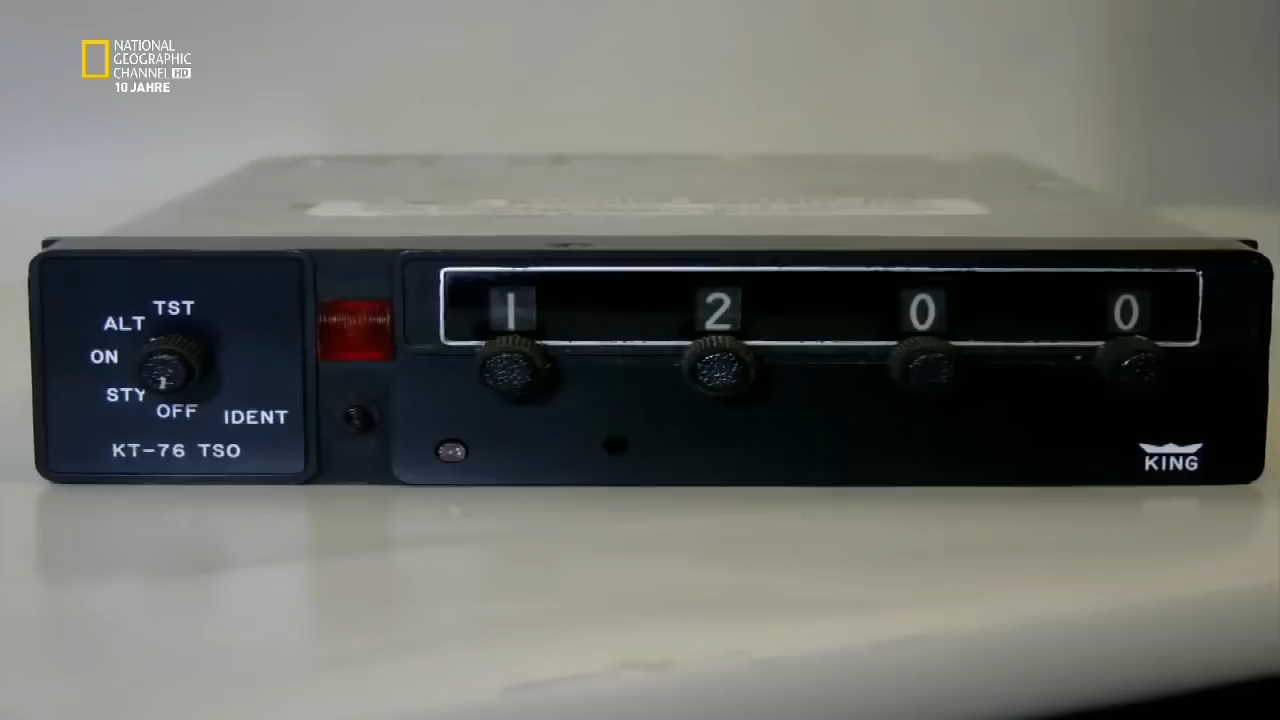 NATIONAL
GEOGRAPHIC
CHANNEL HD
10 JAHRE
TST
ALT
ON
STY
OFF
IDENT
KT-76 TSO
1 2 0 0
KING